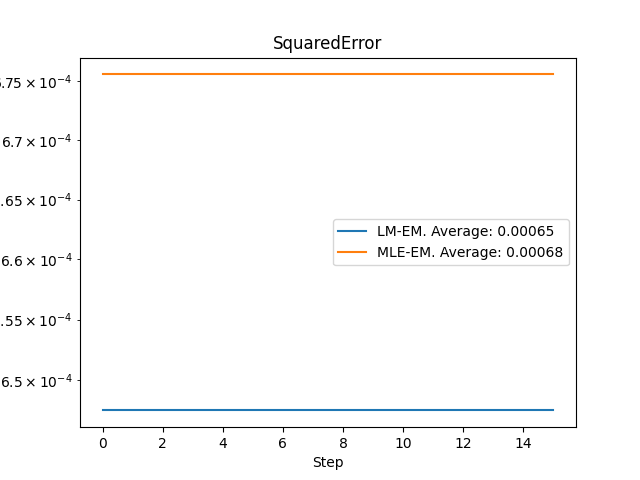 SquaredError
.75 × 10⁻⁴
6.7 × 10⁻⁴
.65 × 10⁻⁴
6.6 × 10⁻⁴
.55 × 10⁻⁴
6.5 × 10⁻⁴
LM-EM. Average: 0.00065
MLE-EM. Average: 0.00068
0 2 4 6 8 10 12 14
Step